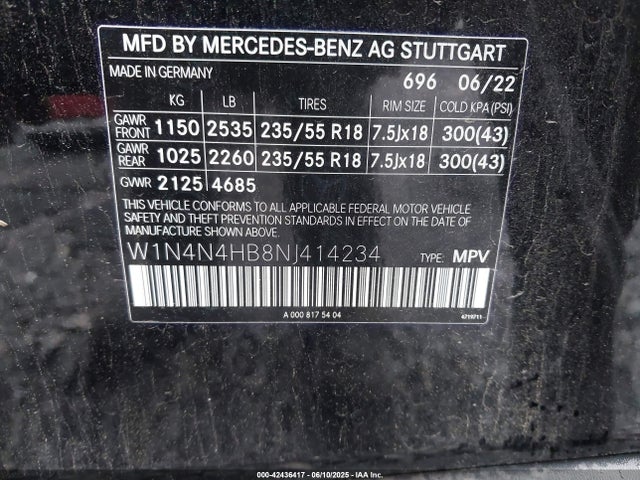 MFD BY MERCEDES-BENZ AG STUTTGART
MADE IN GERMANY 696 06/22
KG LB TIRES RIM SIZE COLD KPA(PSI)
GAWR FRONT 1150 2535 235/55 R18 7.5Jx18 300(43)
GAWR REAR 1025 2260 235/55 R18 7.5Jx18 300(43)
GVWR 2125 4685
THIS VEHICLE CONFORMS TO ALL APPLICABLE FEDERAL MOTOR VEHICLE
SAFETY AND THEFT PREVENTION STANDARDS IN EFFECT ON THE DATE OF
MANUFACTURE SHOWN ABOVE.
W1N4N4HB8NJ414234 TYPE: MPV
A 000 817 54 04 4719711
000-42436417 - 06/10/2025 - IAA Inc.